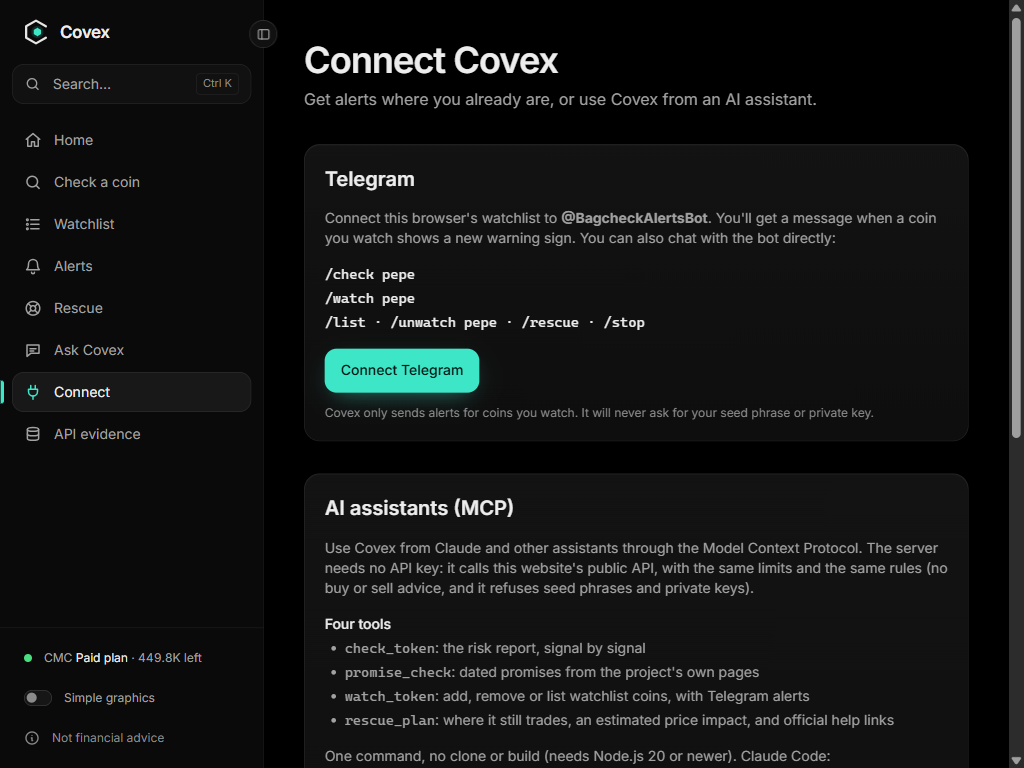 Covex
Search... Ctrl K
Home
Check a coin
Watchlist
Alerts
Rescue
Ask Covex
Connect
API evidence
CMC Paid plan · 449.8K left
Simple graphics
Not financial advice
Connect Covex
Get alerts where you already are, or use Covex from an AI assistant.
Telegram
Connect this browser's watchlist to @BagcheckAlertsBot. You'll get a message when a coin
you watch shows a new warning sign. You can also chat with the bot directly:
/check pepe
/watch pepe
/list · /unwatch pepe · /rescue · /stop
Connect Telegram
Covex only sends alerts for coins you watch. It will never ask for your seed phrase or private key.
AI assistants (MCP)
Use Covex from Claude and other assistants through the Model Context Protocol. The server
needs no API key: it calls this website's public API, with the same limits and the same rules (no
buy or sell advice, and it refuses seed phrases and private keys).
Four tools
• check_token: the risk report, signal by signal
• promise_check: dated promises from the project's own pages
• watch_token: add, remove or list watchlist coins, with Telegram alerts
• rescue_plan: where it still trades, an estimated price impact, and official help links
One command, no clone or build (needs Node.js 20 or newer). Claude Code: